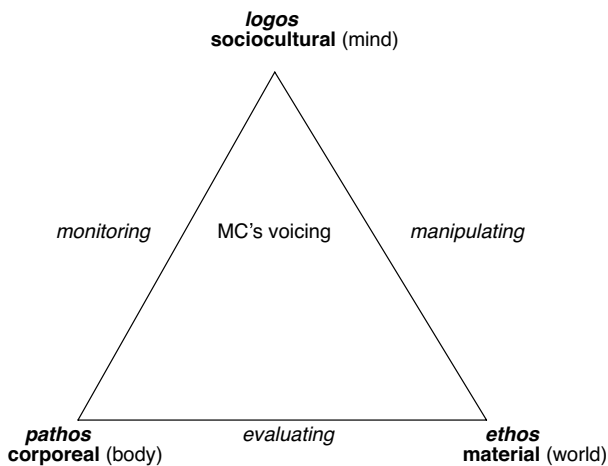 logos
sociocultural (mind)
monitoring
MC's voicing
manipulating
pathos
corporeal (body)
evaluating
ethos
material (world)